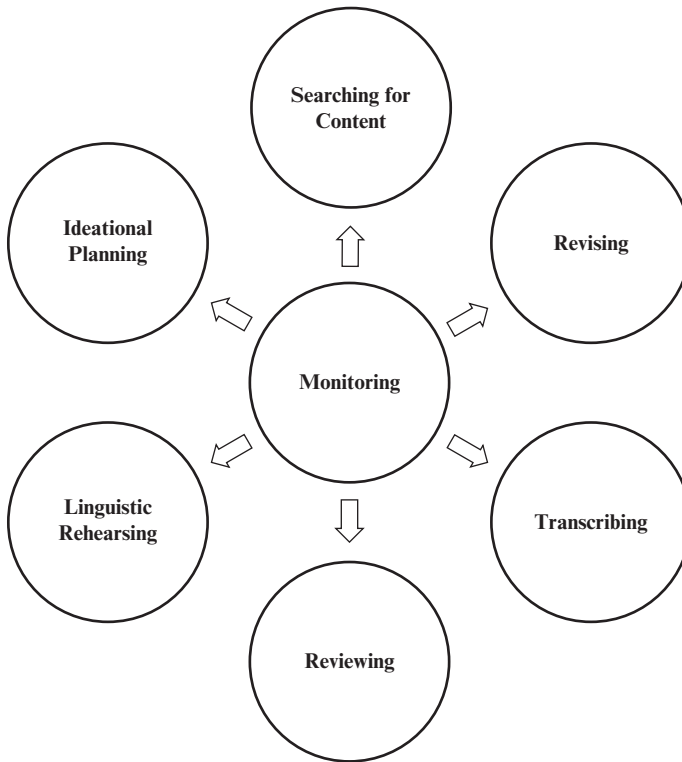 Searching for
Content
Ideational
Planning
Revising
Monitoring
Linguistic
Rehearsing
Transcribing
Reviewing